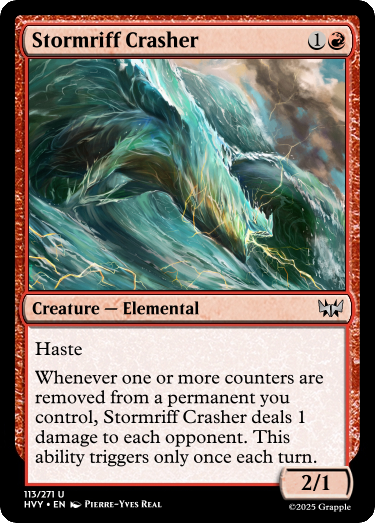 Stormriff Crasher 1
Creature — Elemental
Haste
Whenever one or more counters are
removed from a permanent you
control, Stormriff Crasher deals 1
damage to each opponent. This
ability triggers only once each turn.
2/1
113/271 U
HVY • EN Pierre-Yves Real
©2025 Grapple